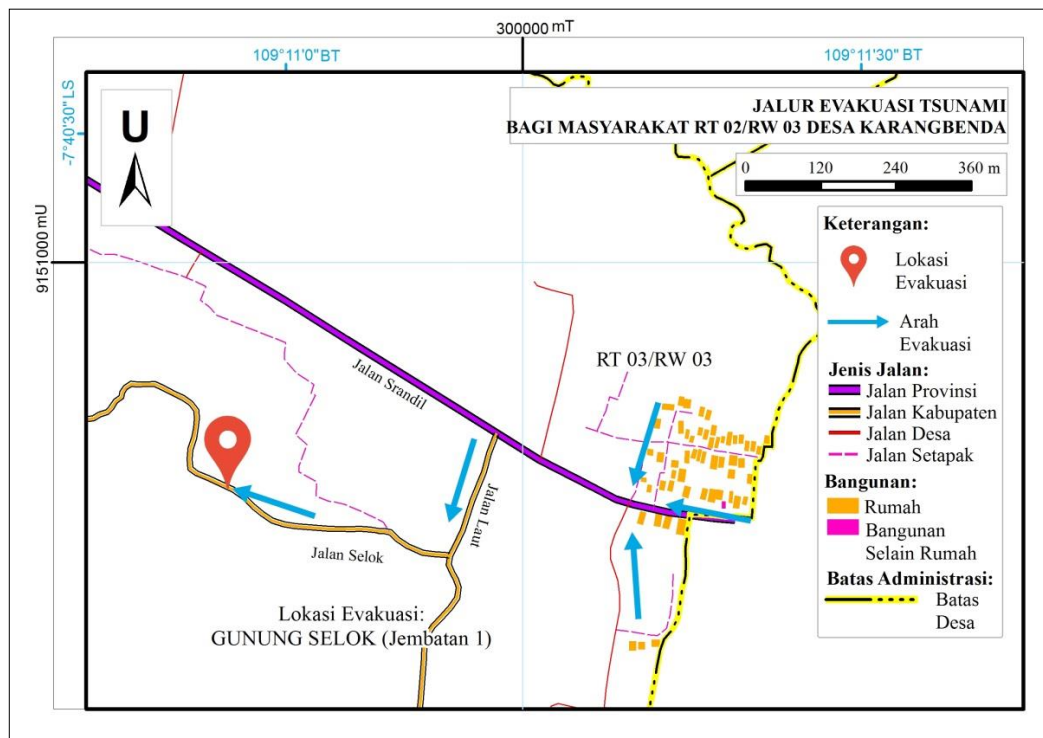 300000 mT
109°11'0" BT
109°11'30" BT
-7°40'30" LS
9151000 mU
U
JALUR EVAKUASI TSUNAMI
BAGI MASYARAKAT RT 02/RW 03 DESA KARANGBENDA
0 120 240 360 m
Keterangan:
Lokasi
Evakuasi
Arah
Evakuasi
Jenis Jalan:
Jalan Provinsi
Jalan Kabupaten
Jalan Desa
Jalan Setapak
Bangunan:
Rumah
Bangunan
Selain Rumah
Batas Administrasi:
Batas
Desa
RT 03/RW 03
Jalan Srandil
Jalan Laut
Jalan Selok
Lokasi Evakuasi:
GUNUNG SELOK (Jembatan 1)